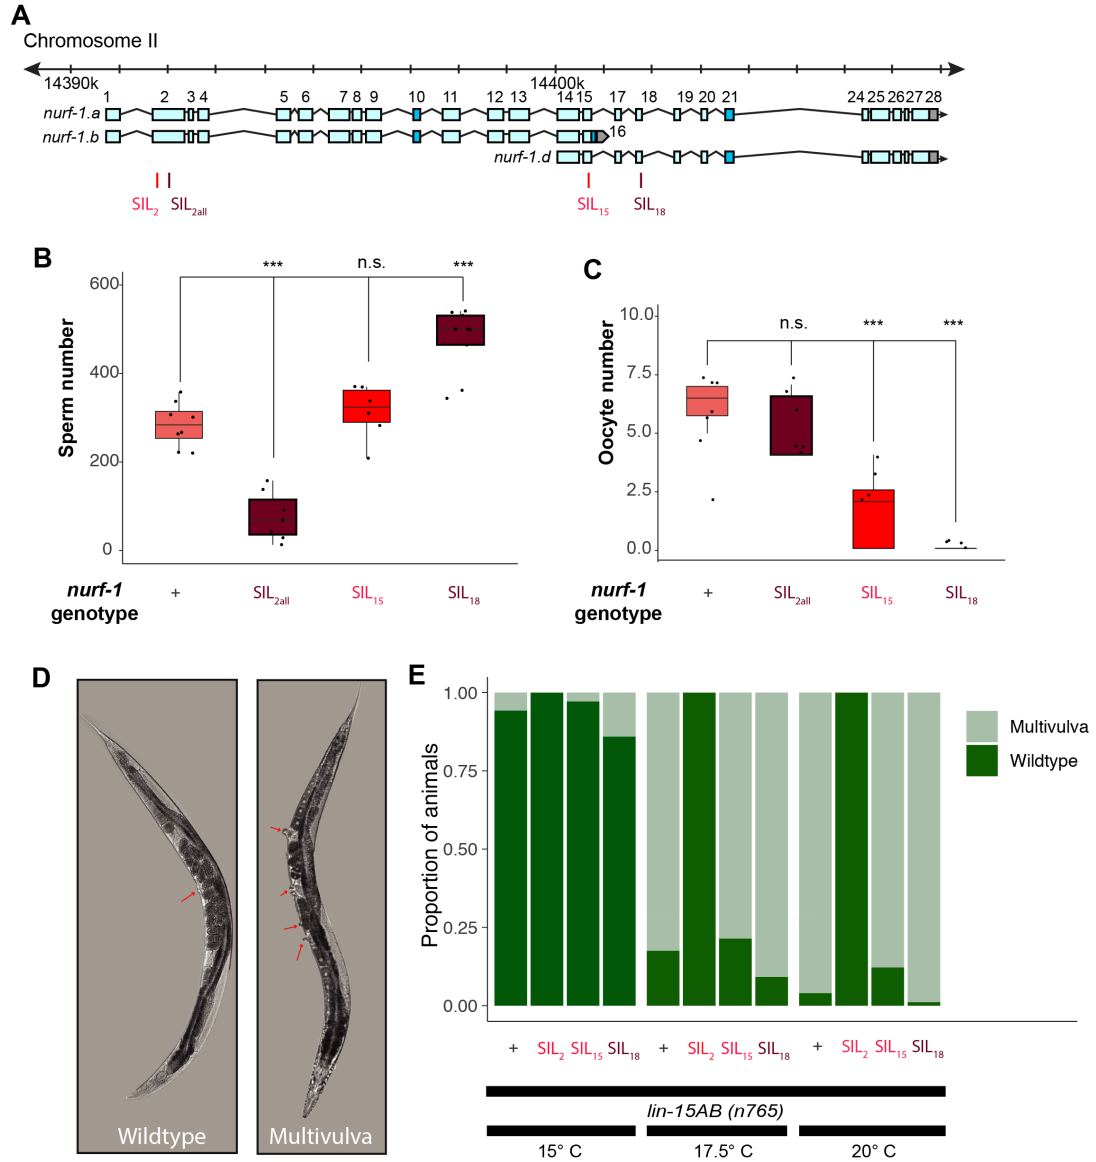 A
Chromosome II
14390k 14400k
1 2 3 4 5 6 7 8 9 10 11 12 13 14 15 17 18 19 20 21 24 25 26 27 28
nurf-1.a
nurf-1.b 16
nurf-1.d
SIL2 SIL2all SIL15 SIL18
B
*** n.s. ***
600
400
200
0
Sperm number
nurf-1 genotype + SIL2all SIL15 SIL18
C
n.s. *** ***
10.0
7.5
5.0
2.5
0.0
Oocyte number
nurf-1 genotype + SIL2all SIL15 SIL18
D
Wildtype Multivulva
E
1.00
0.75
0.50
0.25
0.00
Proportion of animals
Multivulva
Wildtype
+ SIL2 SIL15 SIL18 + SIL2 SIL15 SIL18 + SIL2 SIL15 SIL18
lin-15AB (n765)
15° C 17.5° C 20° C